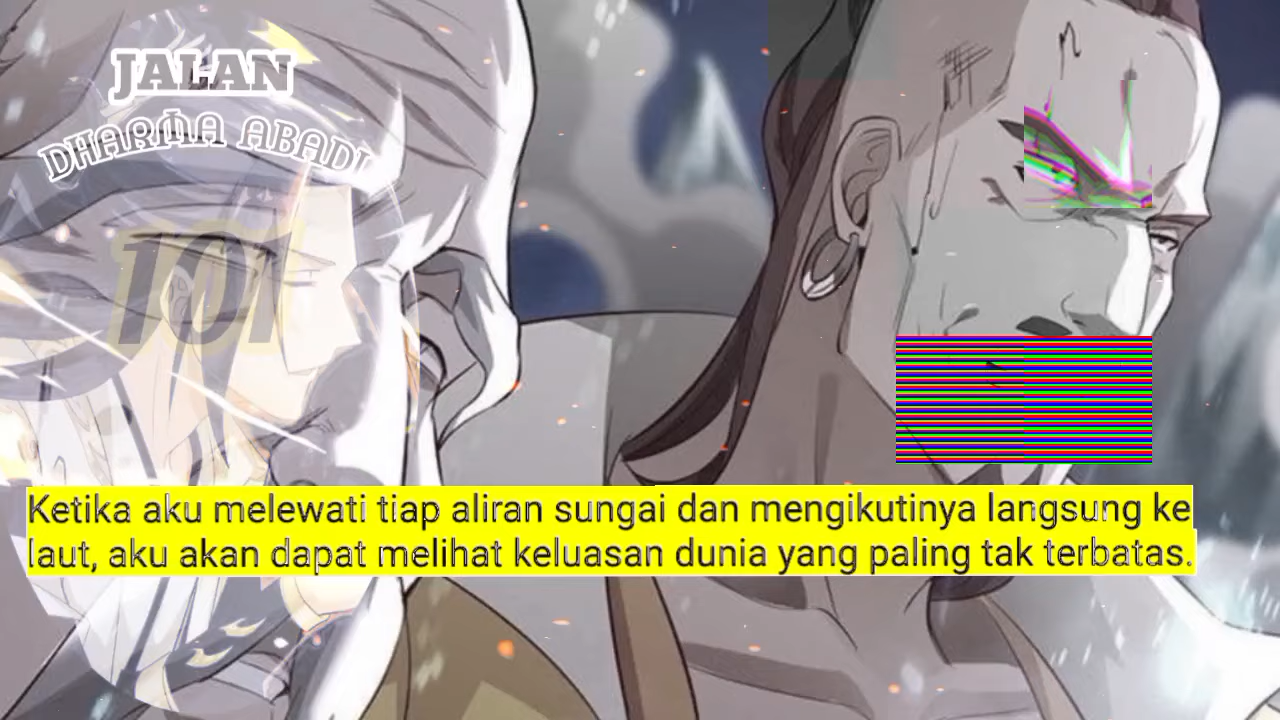 JALAN
DHARMA ABADI
101
Ketika aku melewati tiap aliran sungai dan mengikutinya langsung ke
laut, aku akan dapat melihat keluasan dunia yang paling tak terbatas.